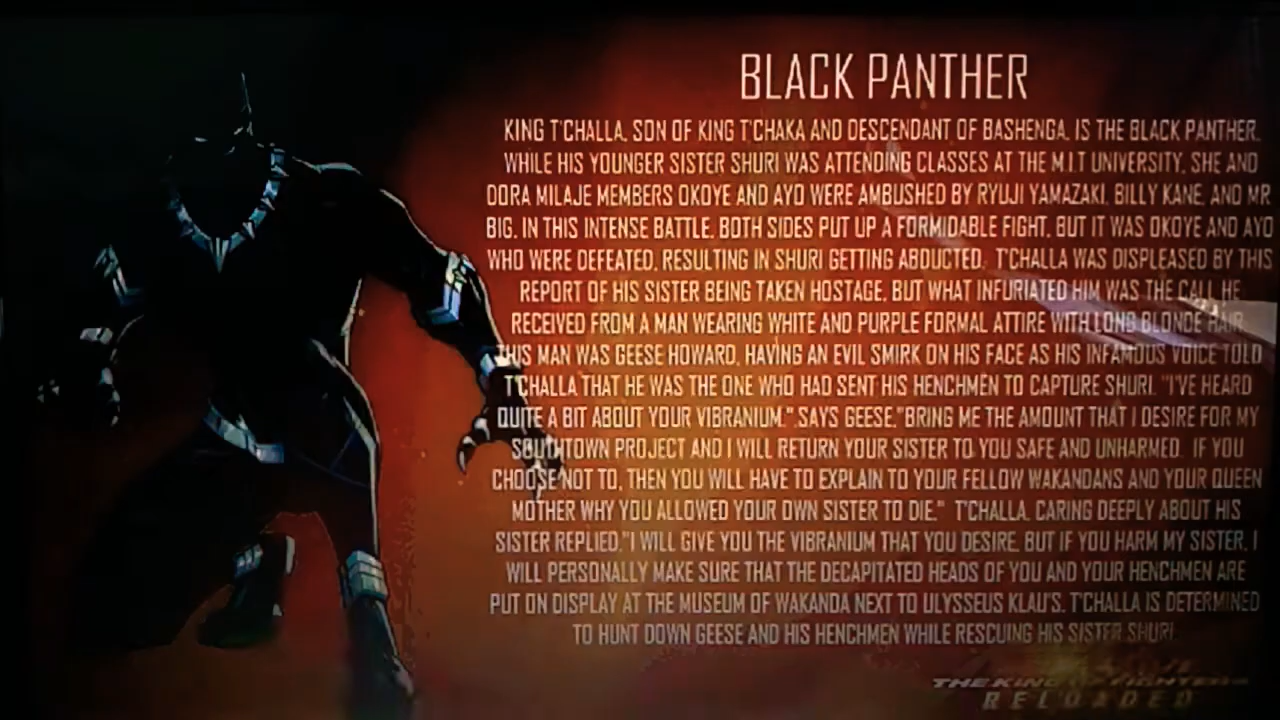 BLACK PANTHER
KING T'CHALLA, SON OF KING T'CHAKA AND DESCENDANT OF BASHENGA, IS THE BLACK PANTHER.
WHILE HIS YOUNGER SISTER SHURI WAS ATTENDING CLASSES AT THE M.I.T UNIVERSITY, SHE AND
DORA MILAJE MEMBERS OKOYE AND AYO WERE AMBUSHED BY RYUJI YAMAZAKI, BILLY KANE, AND MR
BIG. IN THIS INTENSE BATTLE, BOTH SIDES PUT UP A FORMIDABLE FIGHT, BUT IT WAS OKOYE AND AYO
WHO WERE DEFEATED, RESULTING IN SHURI GETTING ABDUCTED. T'CHALLA WAS DISPLEASED BY THIS
REPORT OF HIS SISTER BEING TAKEN HOSTAGE, BUT WHAT INFURIATED HIM WAS THE CALL HE
RECEIVED FROM A MAN WEARING WHITE AND PURPLE FORMAL ATTIRE WITH LONG BLONDE HAIR
THIS MAN WAS GEESE HOWARD, HAVING AN EVIL SMIRK ON HIS FACE AS HIS INFAMOUS VOICE TOLD
T'CHALLA THAT HE WAS THE ONE WHO HAD SENT HIS HENCHMEN TO CAPTURE SHURI. "I'VE HEARD
QUITE A BIT ABOUT YOUR VIBRANIUM." SAYS GEESE,"BRING ME THE AMOUNT THAT I DESIRE FOR MY
SOUTHTOWN PROJECT AND I WILL RETURN YOUR SISTER TO YOU SAFE AND UNHARMED. IF YOU
CHOOSE NOT TO, THEN YOU WILL HAVE TO EXPLAIN TO YOUR FELLOW WAKANDANS AND YOUR QUEEN
MOTHER WHY YOU ALLOWED YOUR OWN SISTER TO DIE." T'CHALLA, CARING DEEPLY ABOUT HIS
SISTER REPLIED,"I WILL GIVE YOU THE VIBRANIUM THAT YOU DESIRE, BUT IF YOU HARM MY SISTER, I
WILL PERSONALLY MAKE SURE THAT THE DECAPITATED HEADS OF YOU AND YOUR HENCHMEN ARE
PUT ON DISPLAY AT THE MUSEUM OF WAKANDA NEXT TO ULYSSEUS KLAU'S. T'CHALLA IS DETERMINED
TO HUNT DOWN GEESE AND HIS HENCHMEN WHILE RESCUING HIS SISTER SHURI.
THE KING OF FIGHTERS
RELOADED